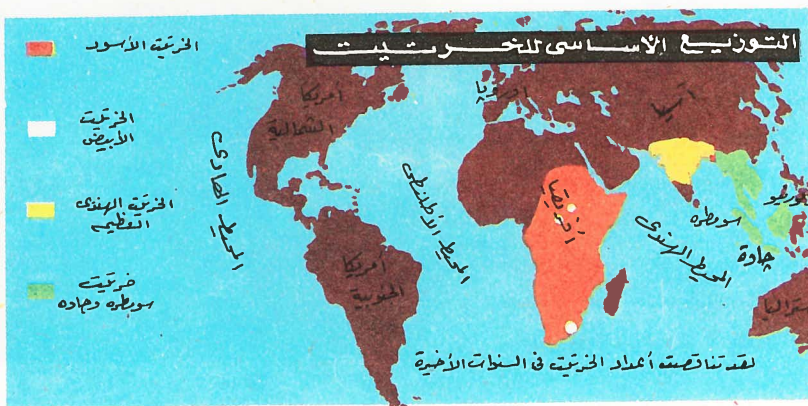 التوزيع الأساسى للخرتيت
الخرتيت الأسود
الخرتيت
الأبيض
الخرتيت الهندى
العظيم
خرتيت
سومطره وجاوه
أمريكا
الشمالية
المحيط الهادى
أمريكا
الجنوبية
المحيط الأطلنطى
أوروبا
آسيا
أفريقيا
المحيط الهندى
سومطره
بورنيو
جاوة
لقد تناقصت أعداد الخرتيت فى السنوات الأخيرة